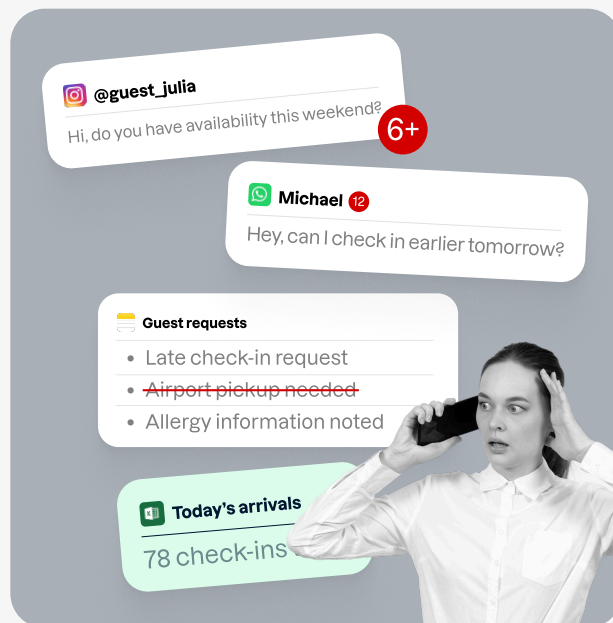 @guest_julia
Hi, do you have availability this weekend?
6+
Michael 12
Hey, can I check in earlier tomorrow?
Guest requests
• Late check-in request
• Airport pickup needed
• Allergy information noted
Today's arrivals
78 check-ins